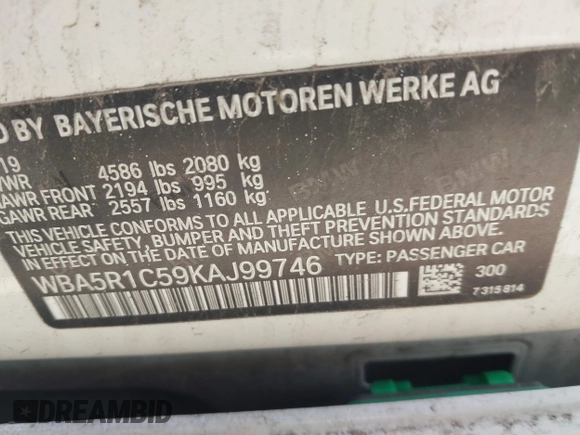 D BY BAYERISCHE MOTOREN WERKE AG
19
VWR 4586 lbs 2080 kg
AWR FRONT 2194 lbs 995 kg
GAWR REAR 2557 lbs 1160 kg
THIS VEHICLE CONFORMS TO ALL APPLICABLE U.S.FEDERAL MOTOR
VEHICLE SAFETY, BUMPER AND THEFT PREVENTION STANDARDS
IN EFFECT ON THE DATE OF MANUFACTURE SHOWN ABOVE.
WBA5R1C59KAJ99746 TYPE: PASSENGER CAR
300
7315814
DREAMBID